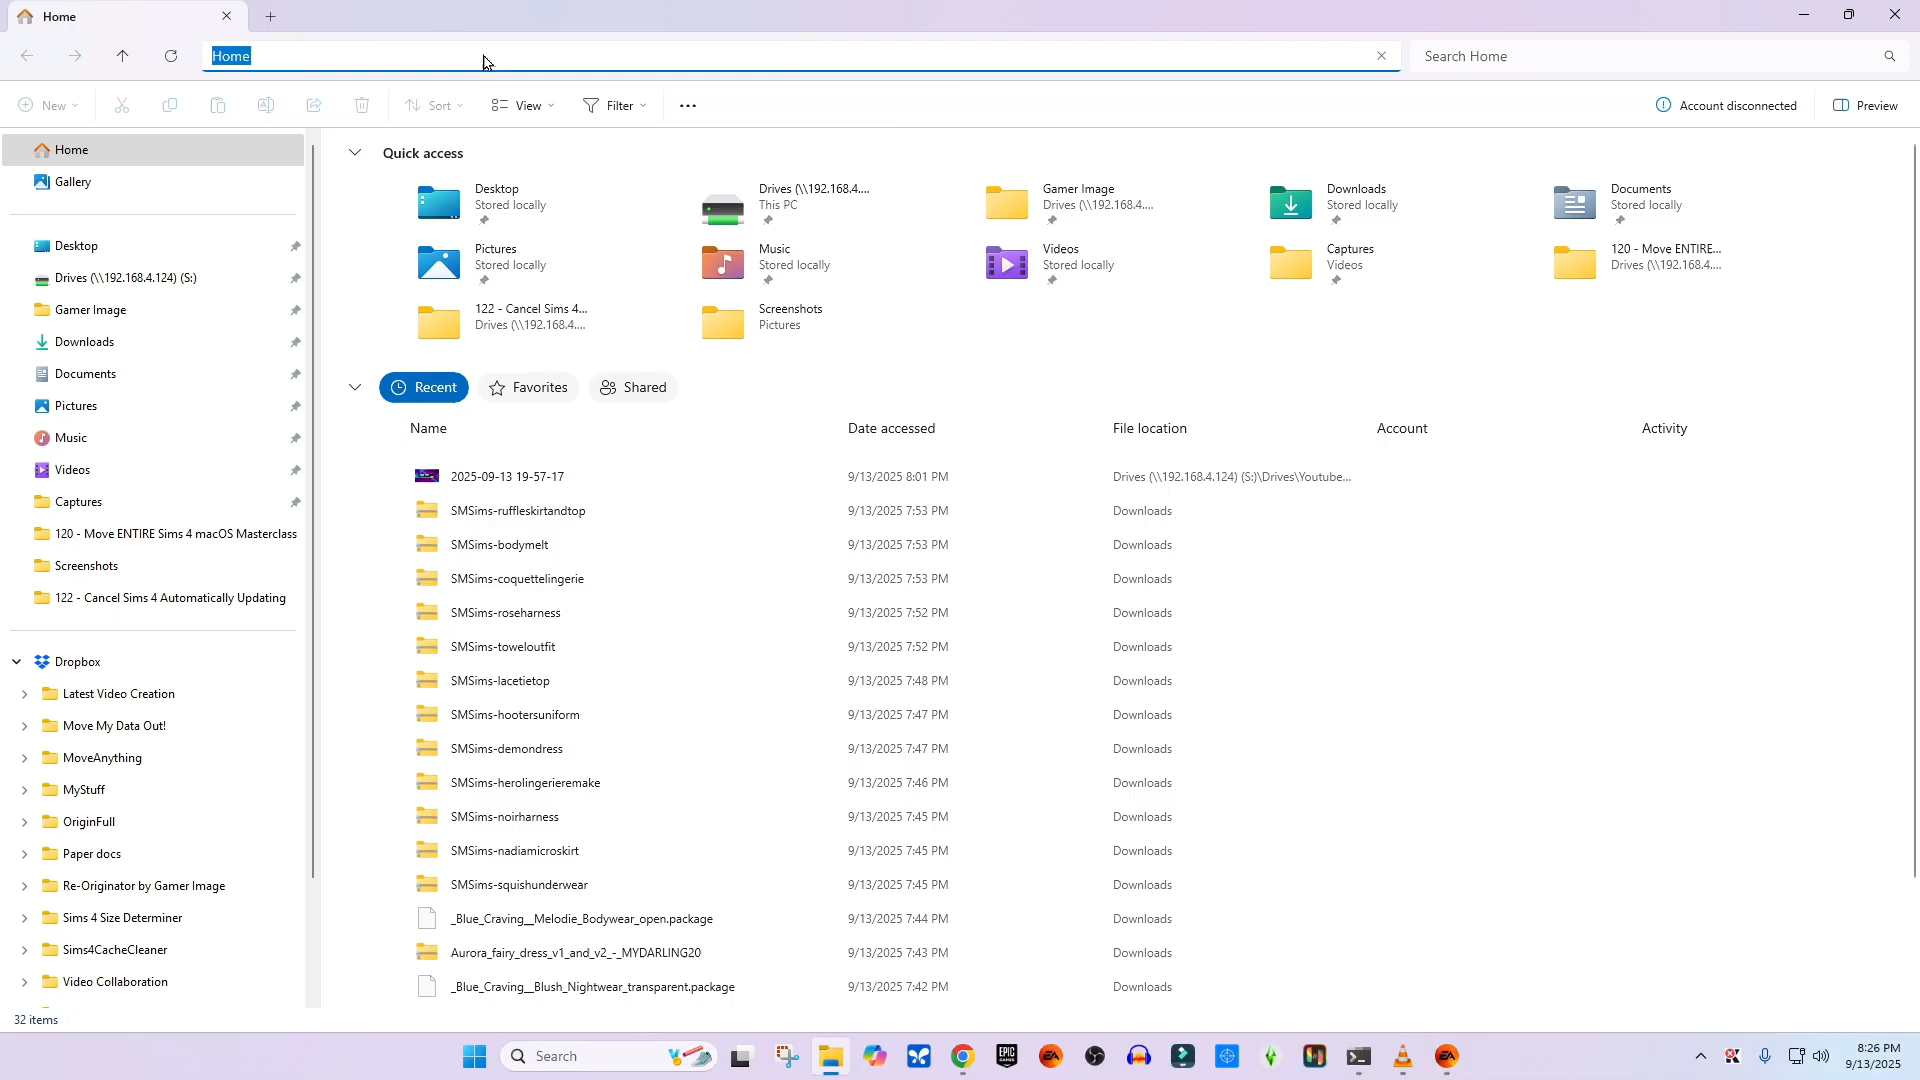 Home
Home
Search Home
New
Sort
View
Filter
Account disconnected
Preview
Home
Gallery
Desktop
Drives (\\192.168.4.124) (S:)
Gamer Image
Downloads
Documents
Pictures
Music
Videos
Captures
120 - Move ENTIRE Sims 4 macOS Masterclass
Screenshots
122 - Cancel Sims 4 Automatically Updating
Dropbox
Latest Video Creation
Move My Data Out!
MoveAnything
MyStuff
OriginFull
Paper docs
Re-Originator by Gamer Image
Sims 4 Size Determiner
Sims4CacheCleaner
Video Collaboration
32 items
Quick access
Desktop
Stored locally
Drives (\\192.168.4....
This PC
Gamer Image
Drives (\\192.168.4....
Downloads
Stored locally
Documents
Stored locally
Pictures
Stored locally
Music
Stored locally
Videos
Stored locally
Captures
Videos
120 - Move ENTIRE...
Drives (\\192.168.4....
122 - Cancel Sims 4...
Drives (\\192.168.4....
Screenshots
Pictures
Recent Favorites Shared
Name Date accessed File location Account Activity
2025-09-13 19-57-17 9/13/2025 8:01 PM Drives (\\192.168.4.124) (S:)\Drives\Youtube...
SMSims-ruffleskirtandtop 9/13/2025 7:53 PM Downloads
SMSims-bodymelt 9/13/2025 7:53 PM Downloads
SMSims-coquettelingerie 9/13/2025 7:53 PM Downloads
SMSims-roseharness 9/13/2025 7:52 PM Downloads
SMSims-toweloutfit 9/13/2025 7:52 PM Downloads
SMSims-lacetietop 9/13/2025 7:48 PM Downloads
SMSims-hootersuniform 9/13/2025 7:47 PM Downloads
SMSims-demondress 9/13/2025 7:47 PM Downloads
SMSims-herolingerieremake 9/13/2025 7:46 PM Downloads
SMSims-noirharness 9/13/2025 7:45 PM Downloads
SMSims-nadiamicroskirt 9/13/2025 7:45 PM Downloads
SMSims-squishunderwear 9/13/2025 7:45 PM Downloads
_Blue_Craving__Melodie_Bodywear_open.package 9/13/2025 7:44 PM Downloads
Aurora_fairy_dress_v1_and_v2_-_MYDARLING20 9/13/2025 7:43 PM Downloads
_Blue_Craving__Blush_Nightwear_transparent.package 9/13/2025 7:42 PM Downloads
Search
EPIC
GAMES
EA
EA
8:26 PM
9/13/2025